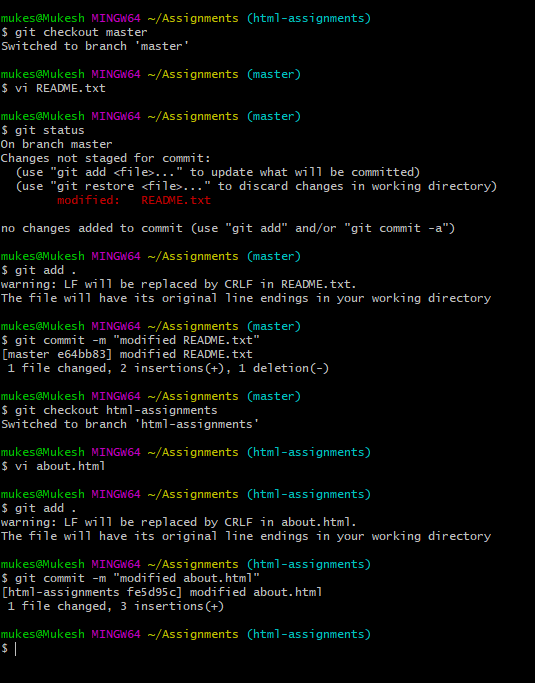 mukes@Mukesh MINGW64 ~/Assignments (html-assignments)
$ git checkout master
Switched to branch 'master'
mukes@Mukesh MINGW64 ~/Assignments (master)
$ vi README.txt
mukes@Mukesh MINGW64 ~/Assignments (master)
$ git status
On branch master
Changes not staged for commit:
  (use "git add <file>..." to update what will be committed)
  (use "git restore <file>..." to discard changes in working directory)
        modified:   README.txt
no changes added to commit (use "git add" and/or "git commit -a")
mukes@Mukesh MINGW64 ~/Assignments (master)
$ git add .
warning: LF will be replaced by CRLF in README.txt.
The file will have its original line endings in your working directory
mukes@Mukesh MINGW64 ~/Assignments (master)
$ git commit -m "modified README.txt"
[master e64bb83] modified README.txt
 1 file changed, 2 insertions(+), 1 deletion(-)
mukes@Mukesh MINGW64 ~/Assignments (master)
$ git checkout html-assignments
Switched to branch 'html-assignments'
mukes@Mukesh MINGW64 ~/Assignments (html-assignments)
$ vi about.html
mukes@Mukesh MINGW64 ~/Assignments (html-assignments)
$ git add .
warning: LF will be replaced by CRLF in about.html.
The file will have its original line endings in your working directory
mukes@Mukesh MINGW64 ~/Assignments (html-assignments)
$ git commit -m "modified about.html"
[html-assignments fe5d95c] modified about.html
 1 file changed, 3 insertions(+)
mukes@Mukesh MINGW64 ~/Assignments (html-assignments)
$